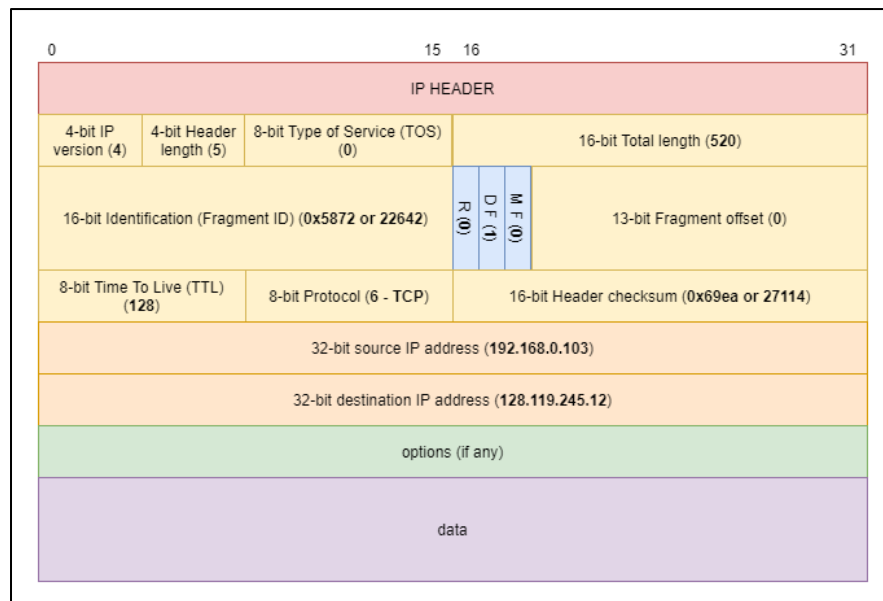 0 15 16 31
IP HEADER
4-bit IP
version (4)
4-bit Header
length (5)
8-bit Type of Service (TOS)
(0)
16-bit Total length (520)
16-bit Identification (Fragment ID) (0x5872 or 22642)
R (0)
D F (1)
M F (0)
13-bit Fragment offset (0)
8-bit Time To Live (TTL)
(128)
8-bit Protocol (6 - TCP)
16-bit Header checksum (0x69ea or 27114)
32-bit source IP address (192.168.0.103)
32-bit destination IP address (128.119.245.12)
options (if any)
data